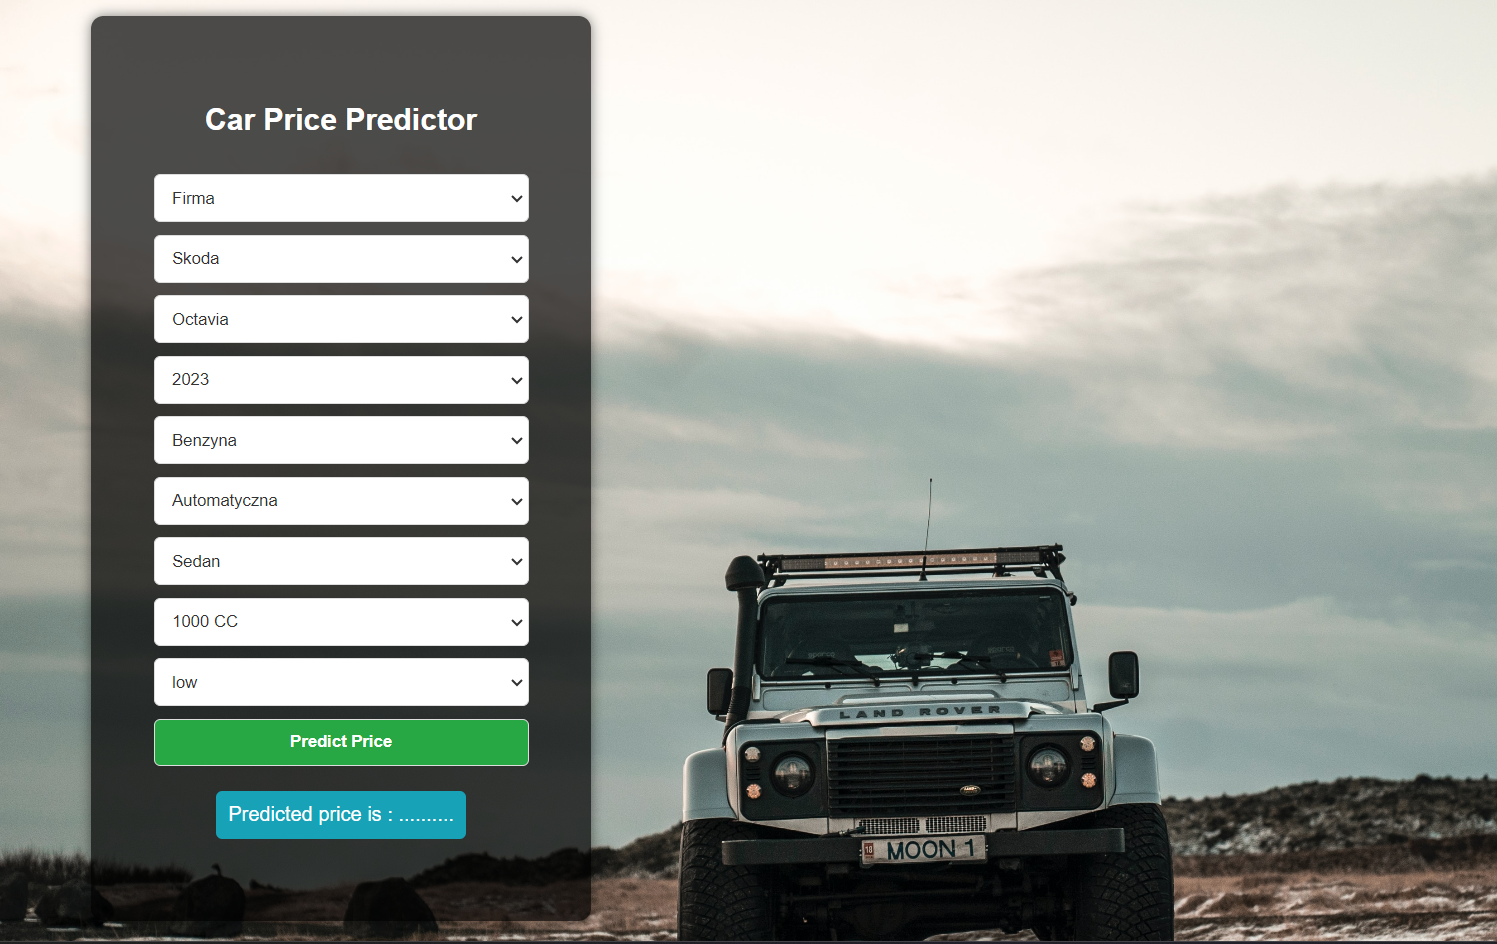 Car Price Predictor
Firma
Skoda
Octavia
2023
Benzyna
Automatyczna
Sedan
1000 CC
low
Predict Price
Predicted price is : ..........
LAND ROVER
MOON 1